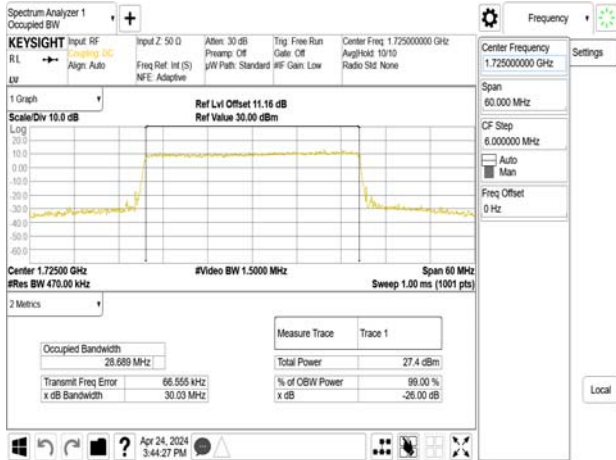 Spectrum Analyzer 1
Occupied BW
+
Frequency
KEYSIGHT
RL
Input: RF
Coupling: DC
Align: Auto
Input Z: 50 Ω
Freq Ref: Int (S)
NFE: Adaptive
Atten: 30 dB
Preamp: Off
µW Path: Standard
Trig: Free Run
Gate: Off
#IF Gain: Low
Center Freq: 1.725000000 GHz
Avg|Hold: 10/10
Radio Std: None
Center Frequency
1.725000000 GHz
Settings
Span
60.000 MHz
CF Step
6.000000 MHz
Auto
Man
Freq Offset
0 Hz
Local
1 Graph
Scale/Div 10.0 dB
Ref Lvl Offset 11.16 dB
Ref Value 30.00 dBm
Log
20.0
10.0
0.00
-10.0
-20.0
-30.0
-40.0
-50.0
-60.0
Center 1.72500 GHz
#Res BW 470.00 kHz
#Video BW 1.5000 MHz
Span 60 MHz
Sweep 1.00 ms (1001 pts)
2 Metrics
Measure Trace
Trace 1
Occupied Bandwidth
28.689 MHz
Total Power
27.4 dBm
Transmit Freq Error
66.555 kHz
% of OBW Power
99.00 %
x dB Bandwidth
30.03 MHz
x dB
-26.00 dB
?
Apr 24, 2024
3:44:27 PM